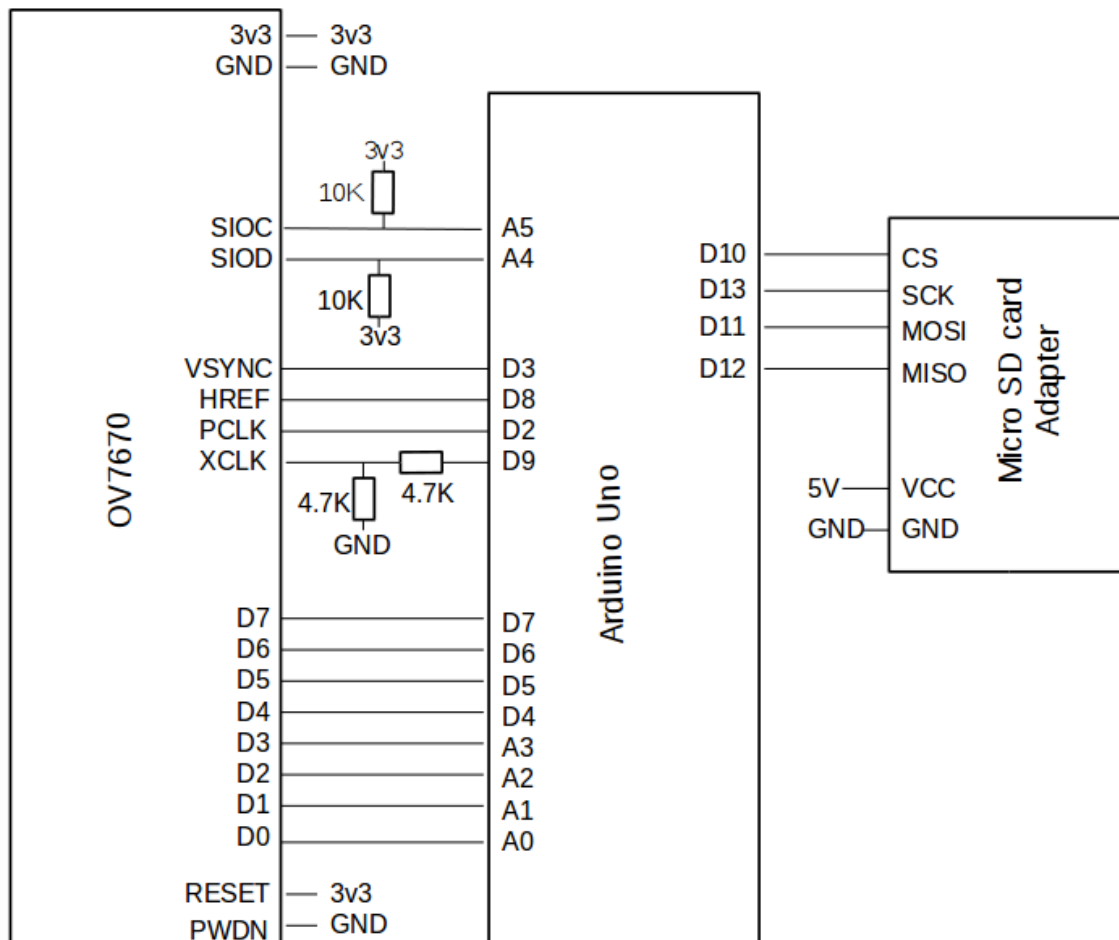 3v3 3v3
GND GND
3v3
10K
SIOC A5
SIOD A4
10K
3v3
VSYNC D3
HREF D8
PCLK D2
XCLK D9
4.7K 4.7K
GND
OV7670
D7 D7
D6 D6
D5 D5
D4 D4
D3 A3
D2 A2
D1 A1
D0 A0
RESET 3v3
PWDN GND
Arduino Uno
D10 CS
D13 SCK
D11 MOSI
D12 MISO
5V VCC
GND GND
Micro SD card
Adapter